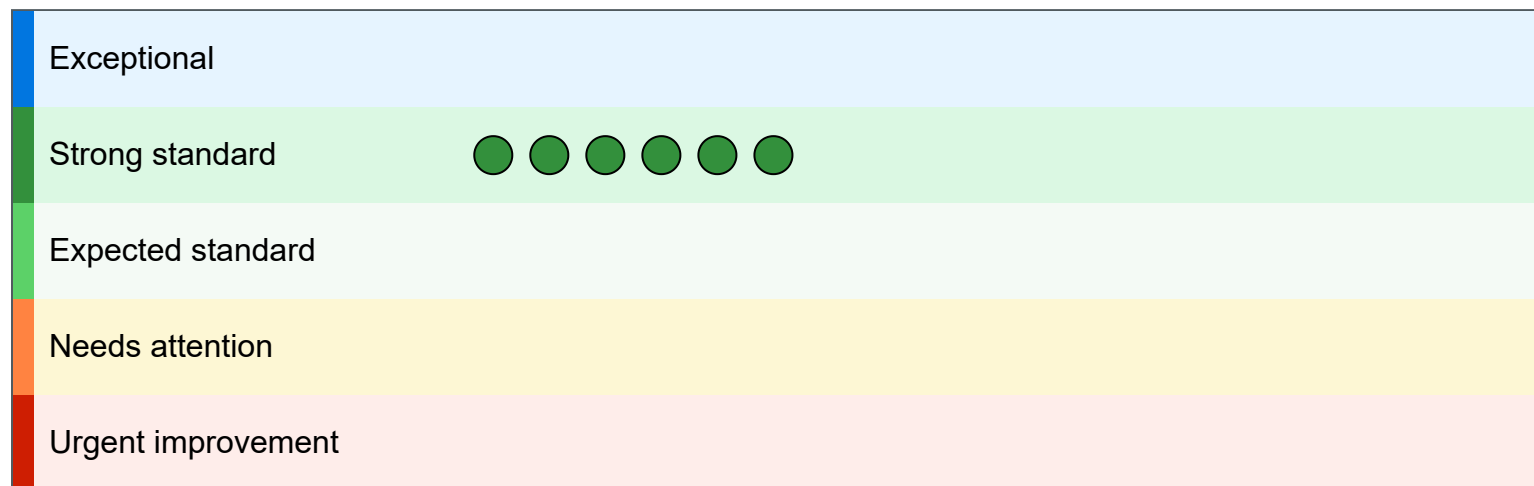 Exceptional
Strong standard
Expected standard
Needs attention
Urgent improvement